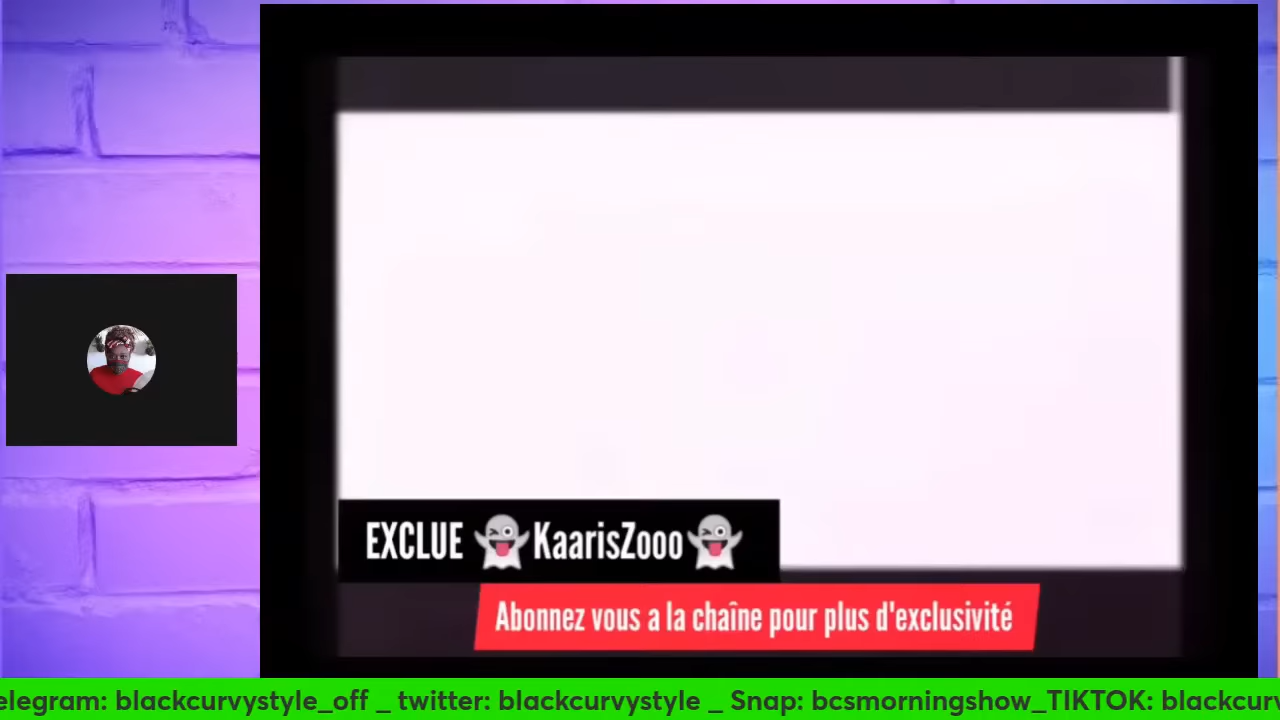 EXCLUE 👻KaarisZooo👻
Abonnez vous a la chaîne pour plus d'exclusivité
elegram: blackcurvystyle_off _ twitter: blackcurvystyle _ Snap: bcsmorningshow_TIKTOK: blackcurv